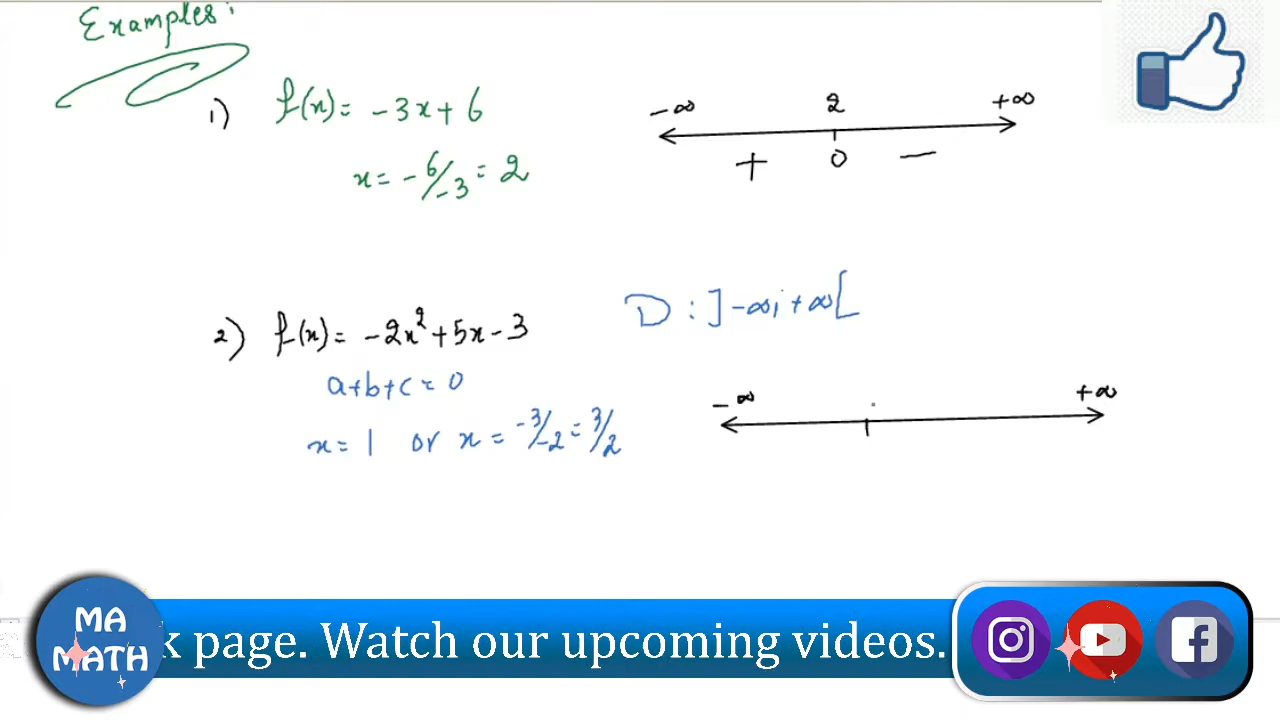 Examples:
1) f(x) = -3x + 6
x = -6/-3 = 2
-∞ 2 +∞
+ 0 -
D : ]-∞; +∞[
2) f(x) = -2x² + 5x - 3
a+b+c = 0
x = 1 or x = -3/-2 = 3/2
-∞ +∞
MA MATH
k page. Watch our upcoming videos.